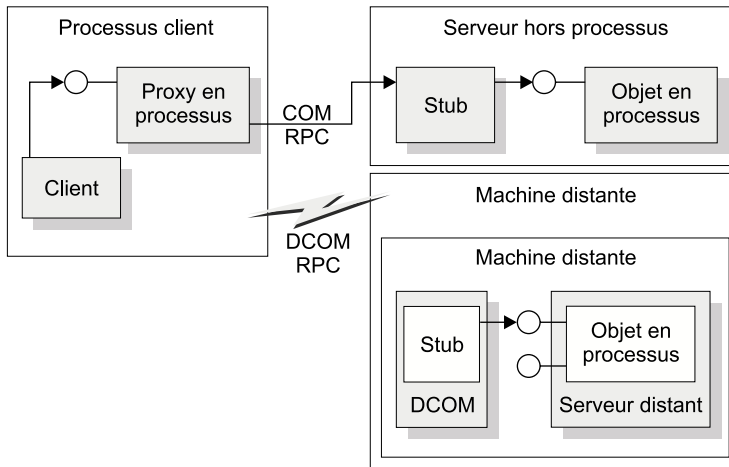 Processus client
Proxy en
processus
Client
COM
RPC
DCOM
RPC
Serveur hors processus
Stub
Objet en
processus
Machine distante
Machine distante
Stub
DCOM
Objet en
processus
Serveur distant